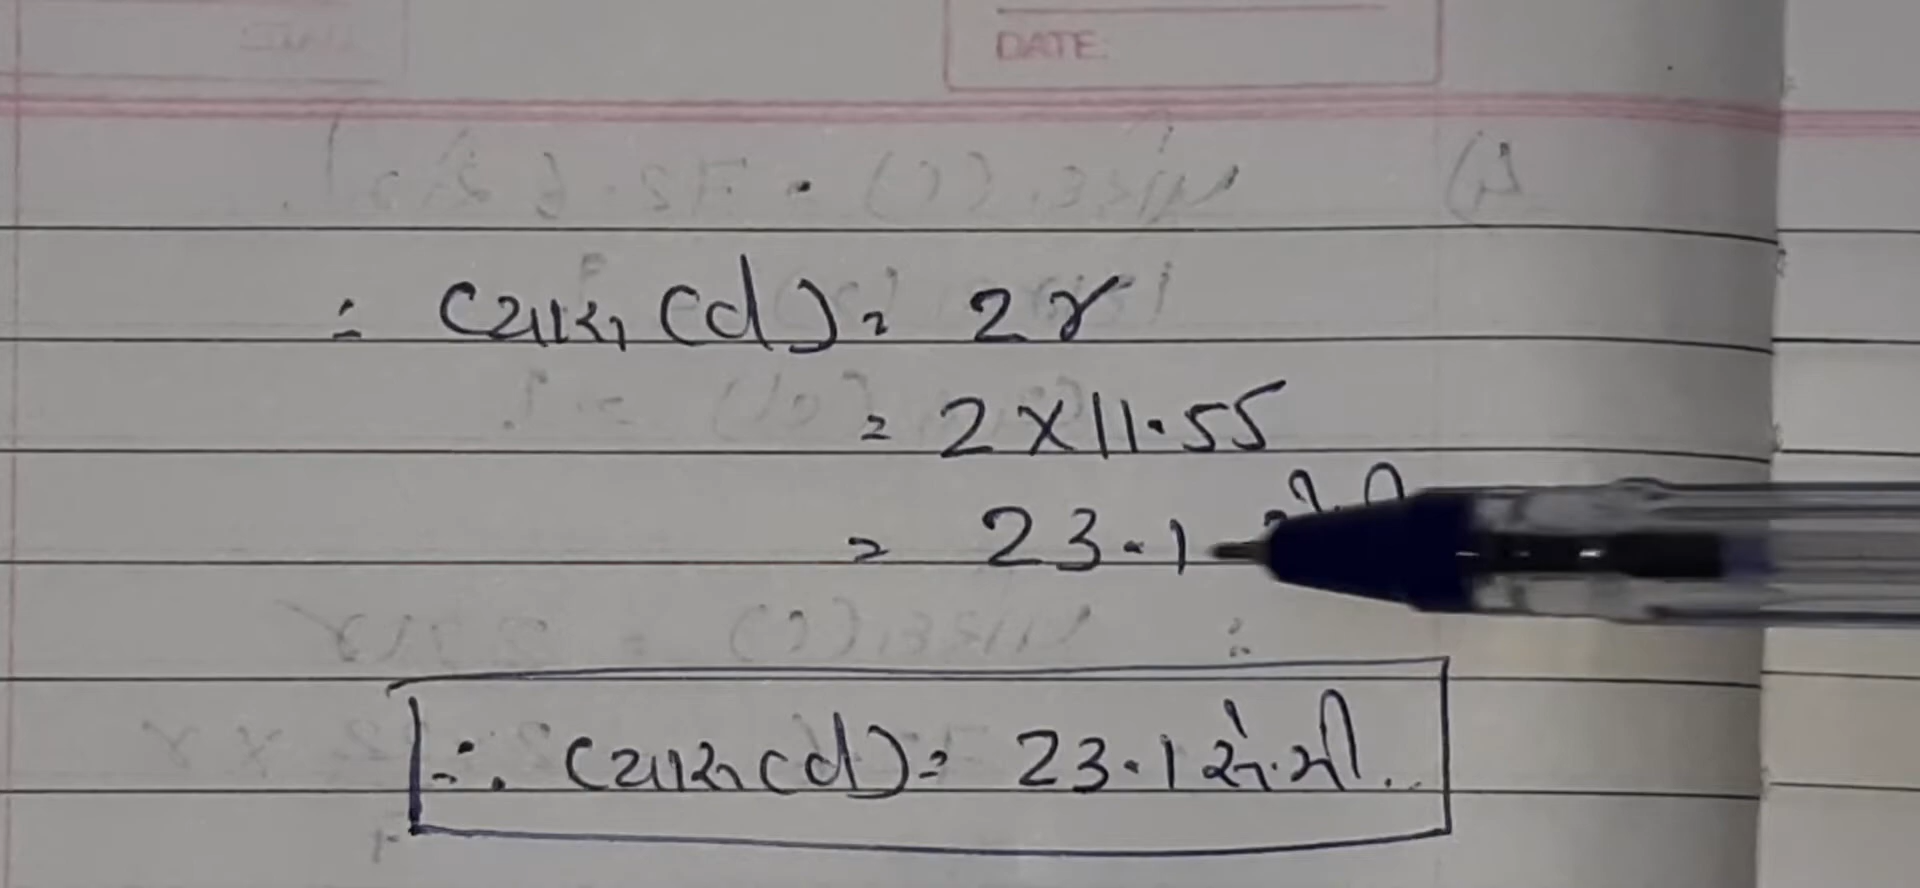 DATE:
∴ વ્યાસ (d) = 2r
= 2 × 11.55
= 23.1
∴ વ્યાસ (d) = 23.1 સે.મી.